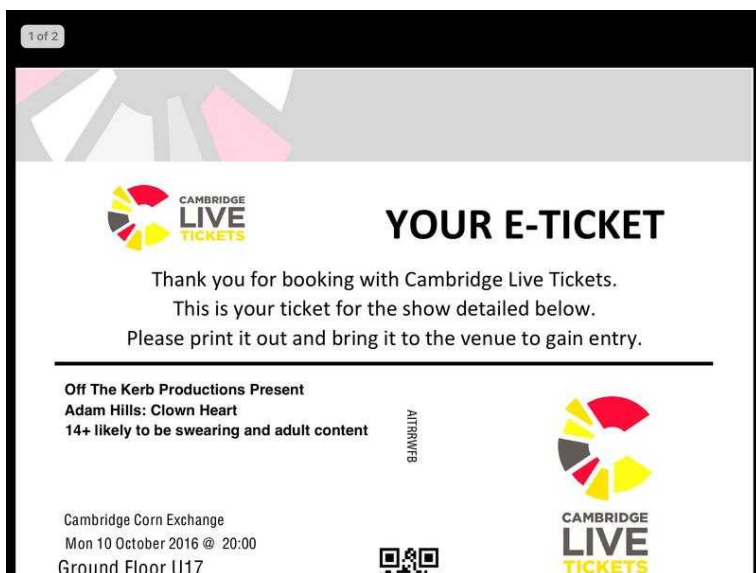 1 of 2
CAMBRIDGE
LIVE
TICKETS
YOUR E-TICKET
Thank you for booking with Cambridge Live Tickets.
This is your ticket for the show detailed below.
Please print it out and bring it to the venue to gain entry.
Off The Kerb Productions Present
Adam Hills: Clown Heart
14+ likely to be swearing and adult content
Cambridge Corn Exchange
Mon 10 October 2016 @ 20:00
Ground Floor U17
CAMBRIDGE
LIVE
TICKETS